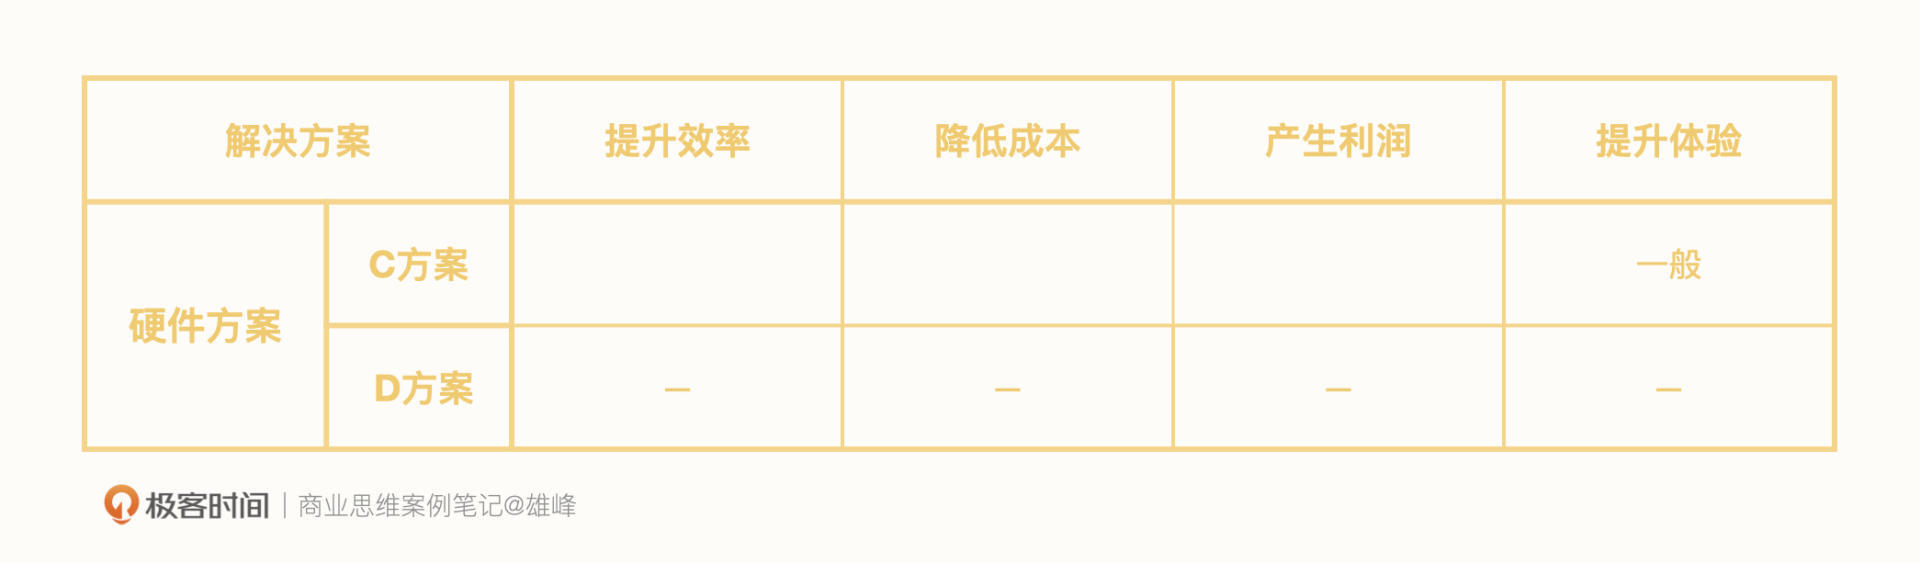 解决方案 提升效率 降低成本 产生利润 提升体验
硬件方案 C方案 一般
D方案 — — — —
极客时间 | 商业思维案例笔记@雄峰